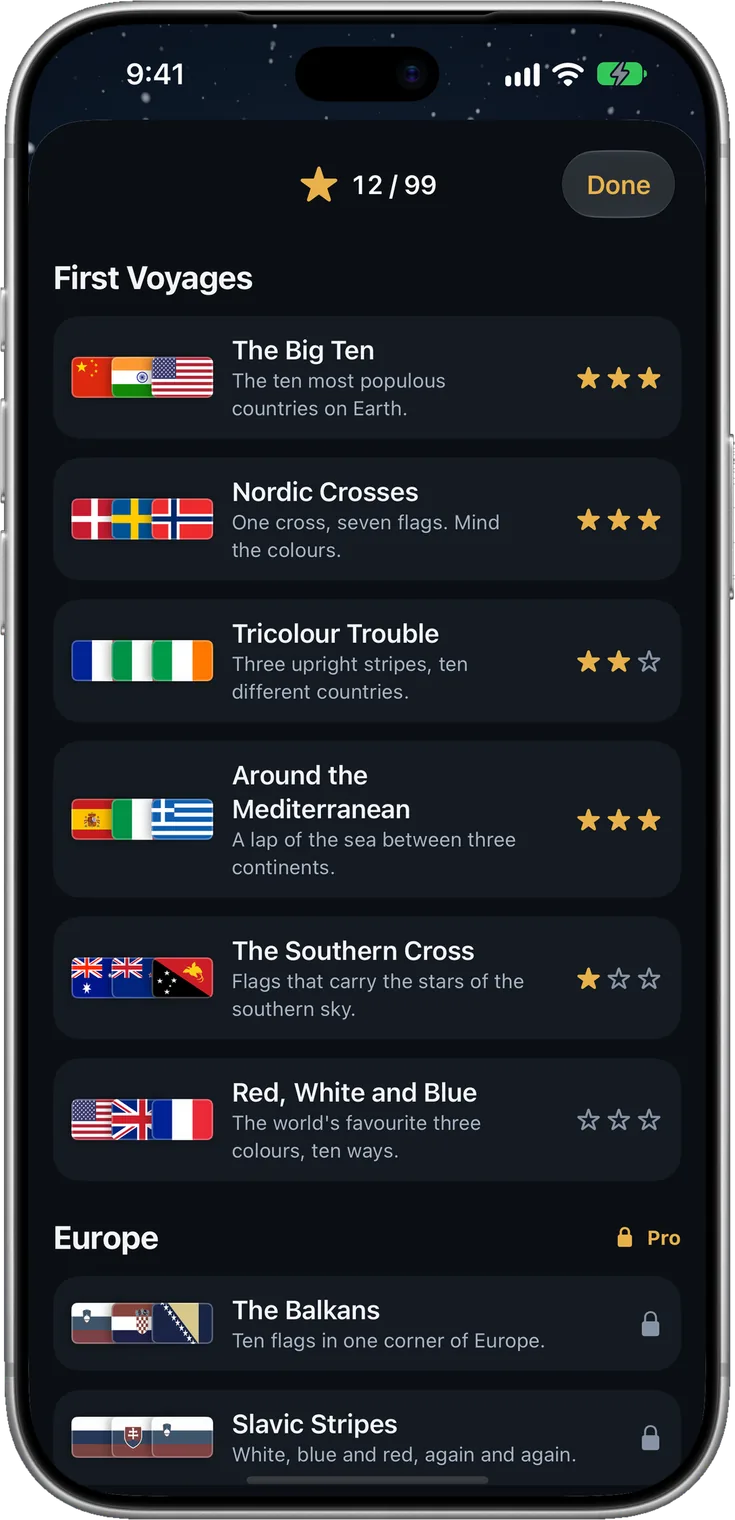 9:41
12 / 99
Done
First Voyages
The Big Ten
The ten most populous
countries on Earth.
Nordic Crosses
One cross, seven flags. Mind
the colours.
Tricolour Trouble
Three upright stripes, ten
different countries.
Around the
Mediterranean
A lap of the sea between three
continents.
The Southern Cross
Flags that carry the stars of the
southern sky.
Red, White and Blue
The world's favourite three
colours, ten ways.
Europe
Pro
The Balkans
Ten flags in one corner of Europe.
Slavic Stripes
White, blue and red, again and again.